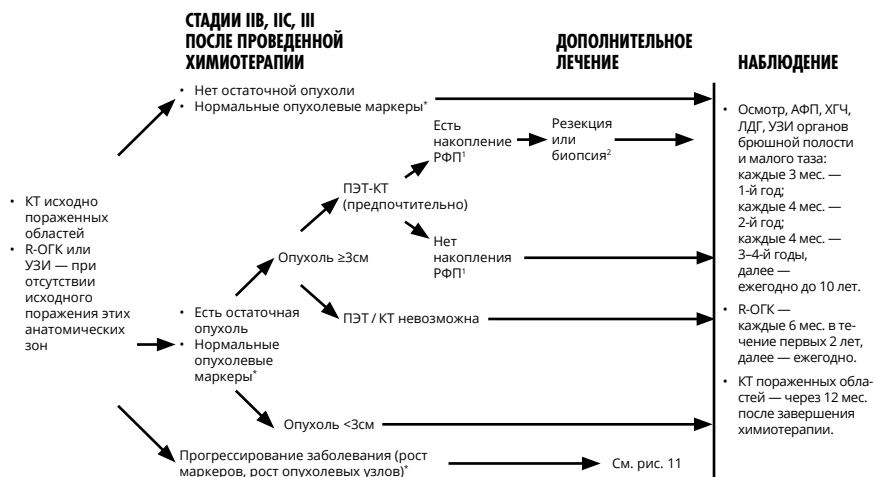 СТАДИИ IIB, IIC, III
ПОСЛЕ ПРОВЕДЕННОЙ
ХИМИОТЕРАПИИ
ДОПОЛНИТЕЛЬНОЕ
ЛЕЧЕНИЕ
НАБЛЮДЕНИЕ
• КТ исходно
пораженных
областей
• R-ОГК или
УЗИ — при
отсутствии
исходного
поражения этих
анатомических
зон
• Нет остаточной опухоли
• Нормальные опухолевые маркеры*
• Есть остаточная
опухоль
• Нормальные
опухолевые
маркеры*
Прогрессирование заболевания (рост
маркеров, рост опухолевых узлов)*
Опухоль ≥3см
Опухоль <3см
ПЭТ-КТ
(предпочтительно)
ПЭТ / КТ невозможна
Есть
накопление
РФП¹
Нет
накопления
РФП¹
Резекция
или
биопсия²
См. рис. 11
• Осмотр, АФП, ХГЧ,
ЛДГ, УЗИ органов
брюшной полости
и малого таза:
каждые 3 мес. —
1-й год;
каждые 4 мес. —
2-й год;
каждые 4 мес. —
3–4-й годы,
далее —
ежегодно до 10 лет.
• R-ОГК —
каждые 6 мес. в те-
чение первых 2 лет,
далее — ежегодно.
• КТ пораженных обла-
стей — через 12 мес.
после завершения
химиотерапии.